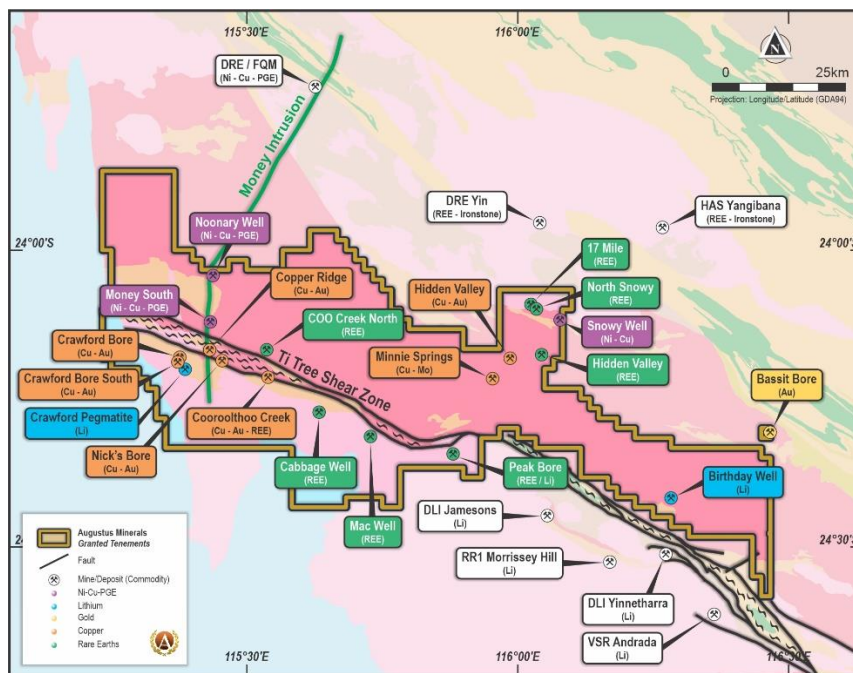 115°30'E
116°00'E
N
0 25km
Projection: Longitude/Latitude (GDA94)
DRE / FQM
(Ni - Cu - PGE)
Money Intrusion
DRE Yin
(REE - Ironstone)
HAS Yangibana
(REE - Ironstone)
24°00'S
24°00'S
Noonary Well
(Ni - Cu - PGE)
17 Mile
(REE)
Copper Ridge
(Cu - Au)
Hidden Valley
(Cu - Au)
North Snowy
(REE)
Money South
(Ni - Cu - PGE)
COO Creek North
(REE)
Snowy Well
(Ni - Cu)
Crawford Bore
(Cu - Au)
Minnie Springs
(Cu - Mo)
Hidden Valley
(REE)
Ti Tree Shear Zone
Crawford Bore South
(Cu - Au)
Bassit Bore
(Au)
Crawford Pegmatite
(Li)
Cooroolthoo Creek
(Cu - Au - REE)
Nick's Bore
(Cu - Au)
Cabbage Well
(REE)
Peak Bore
(REE / Li)
Birthday Well
(Li)
Mac Well
(REE)
DLI Jamesons
(Li)
24°30'S
RR1 Morrissey Hill
(Li)
DLI Yinnetharra
(Li)
VSR Andrada
(Li)
Augustus Minerals
Granted Tenements
Fault
Mine/Deposit (Commodity)
Ni-Cu-PGE
Lithium
Gold
Copper
Rare Earths
A
115°30'E
116°00'E
116°30'E